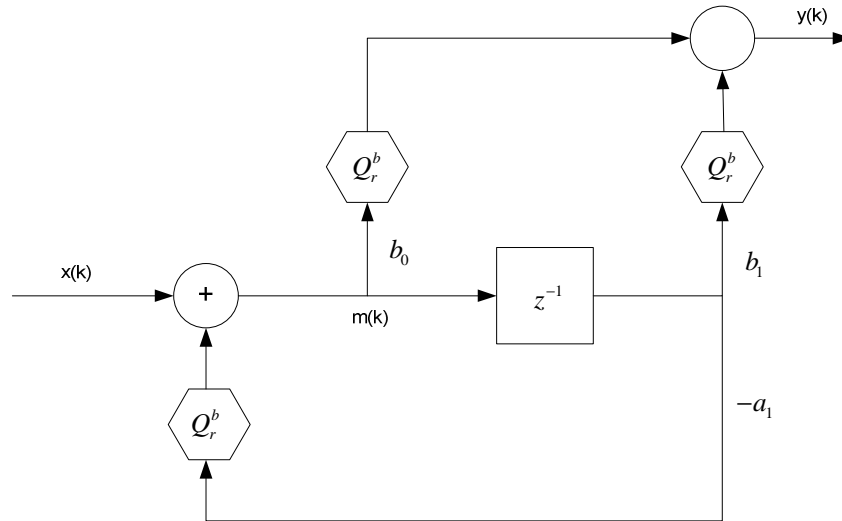 y(k)
Q_r^b
Q_r^b
b_0
b_1
x(k)
+
m(k)
z^{-1}
-a_1
Q_r^b